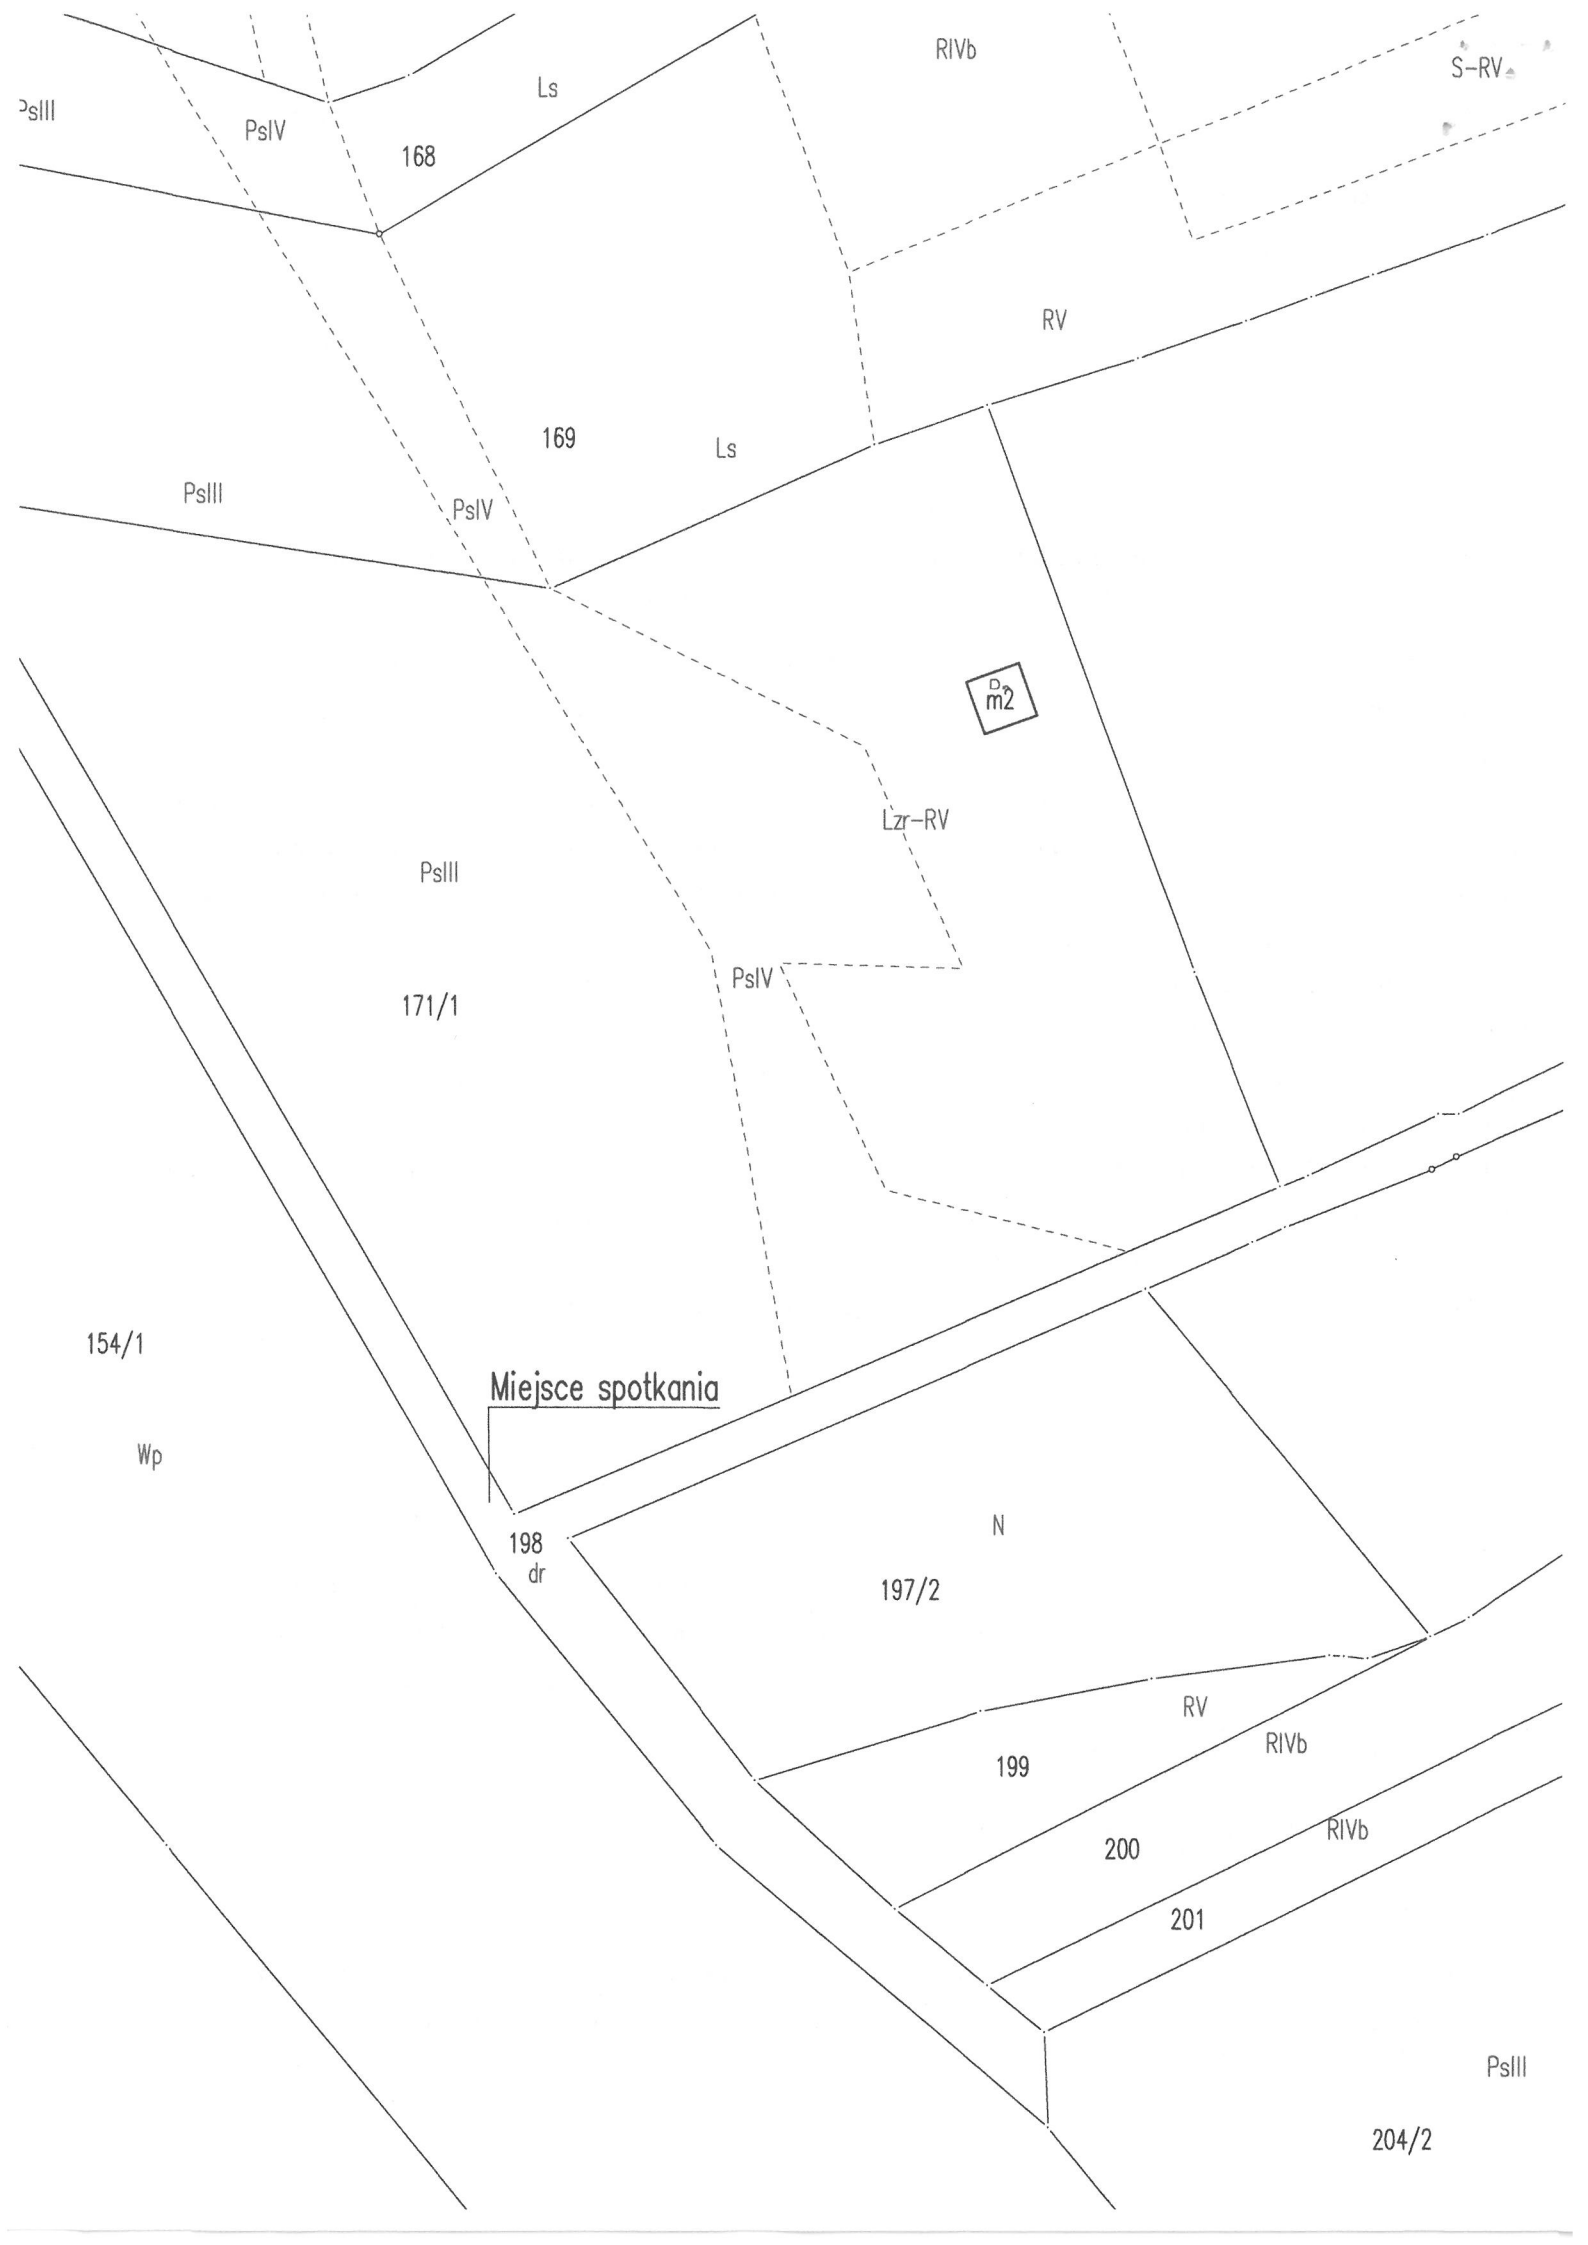 RIVb
S-RV
Ls
PsIII
PsIV
168
RV
169
Ls
PsIII
PsIV
D
m2
Lzr-RV
PsIII
PsIV
171/1
154/1
Miejsce spotkania
Wp
N
198
dr
197/2
RV
RIVb
199
RIVb
200
201
PsIII
204/2